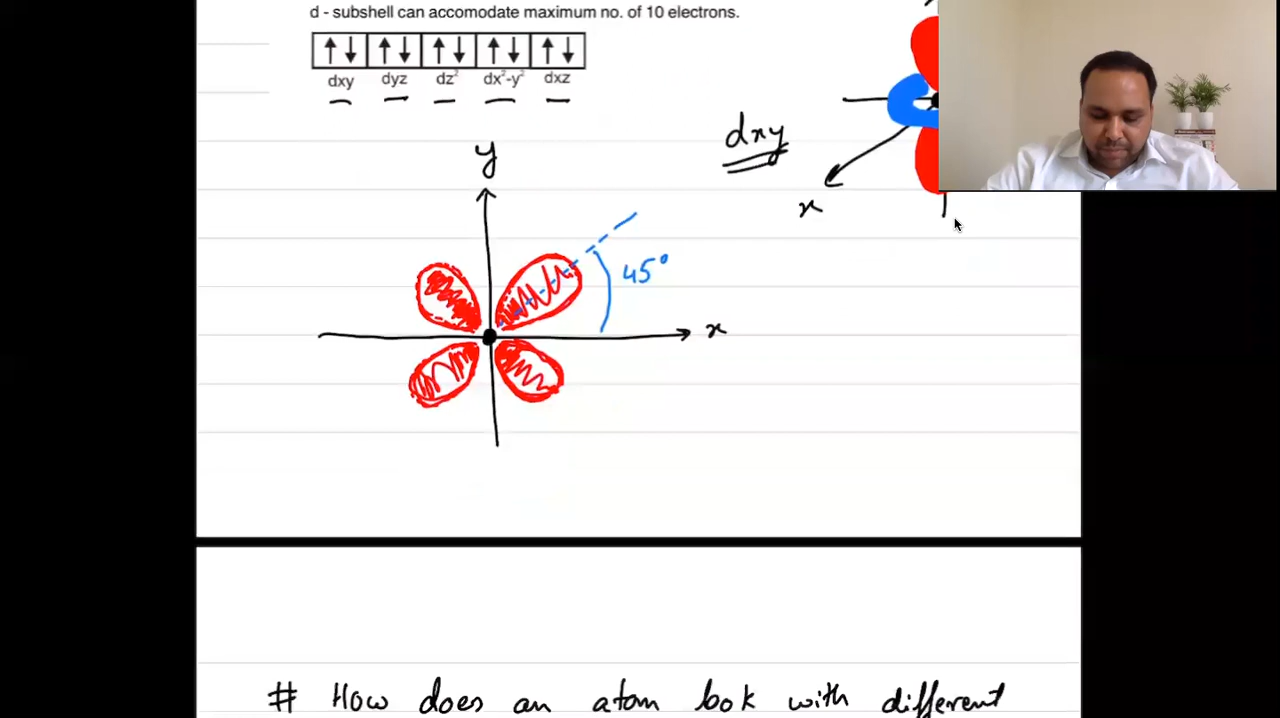 d - subshell can accomodate maximum no. of 10 electrons.
dxy dyz dz² dx²-y² dxz
dxy
y
x
45°
x
# How does an atom look with different